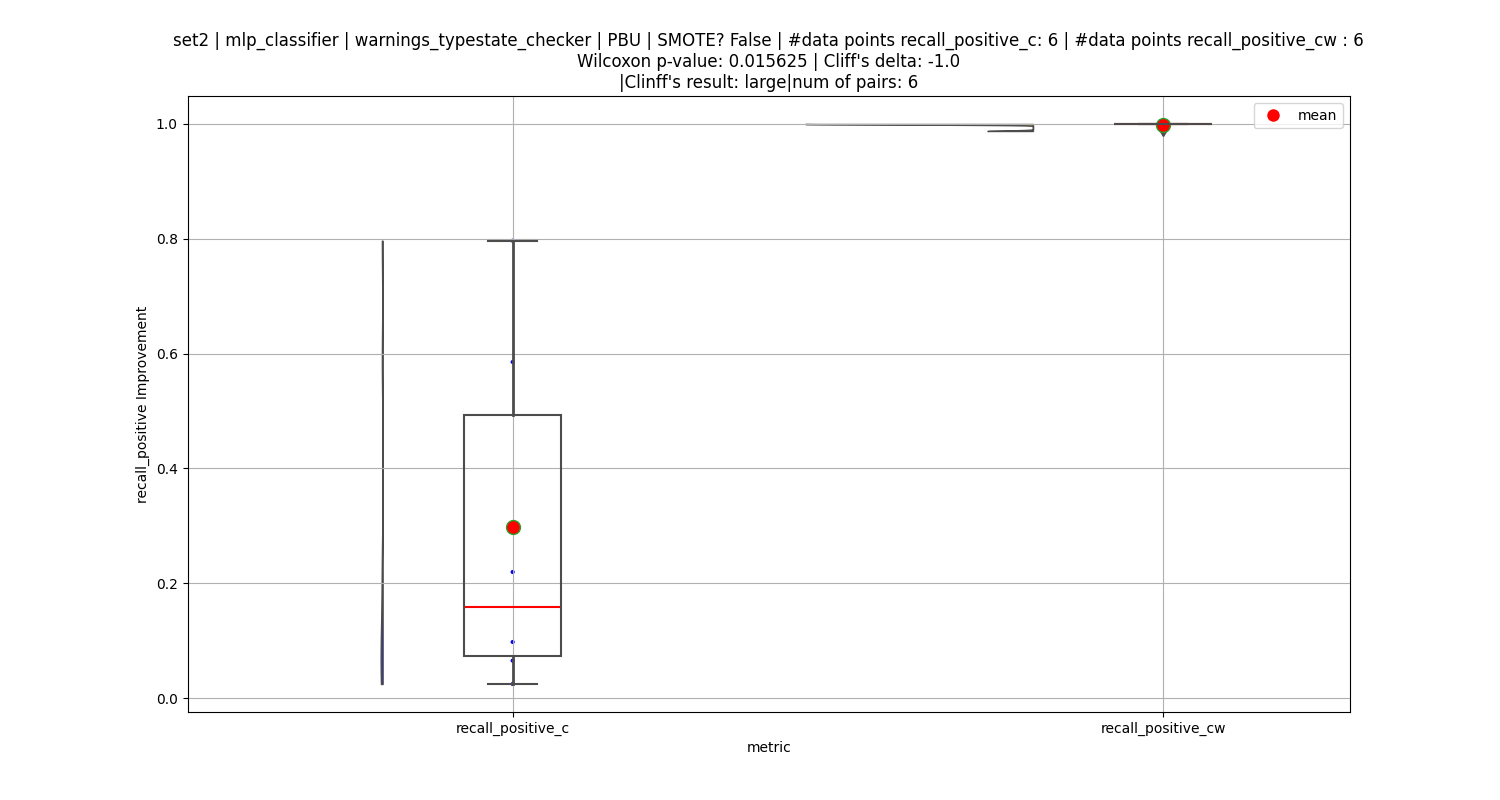 set2 | mlp_classifier | warnings_typestate_checker | PBU | SMOTE? False | #data points recall_positive_c: 6 | #data points recall_positive_cw : 6
Wilcoxon p-value: 0.015625 | Cliff's delta: -1.0
|Clinff's result: large|num of pairs: 6
mean
1.0
0.8
0.6
0.4
0.2
0.0
recall_positive Improvement
recall_positive_c
recall_positive_cw
metric